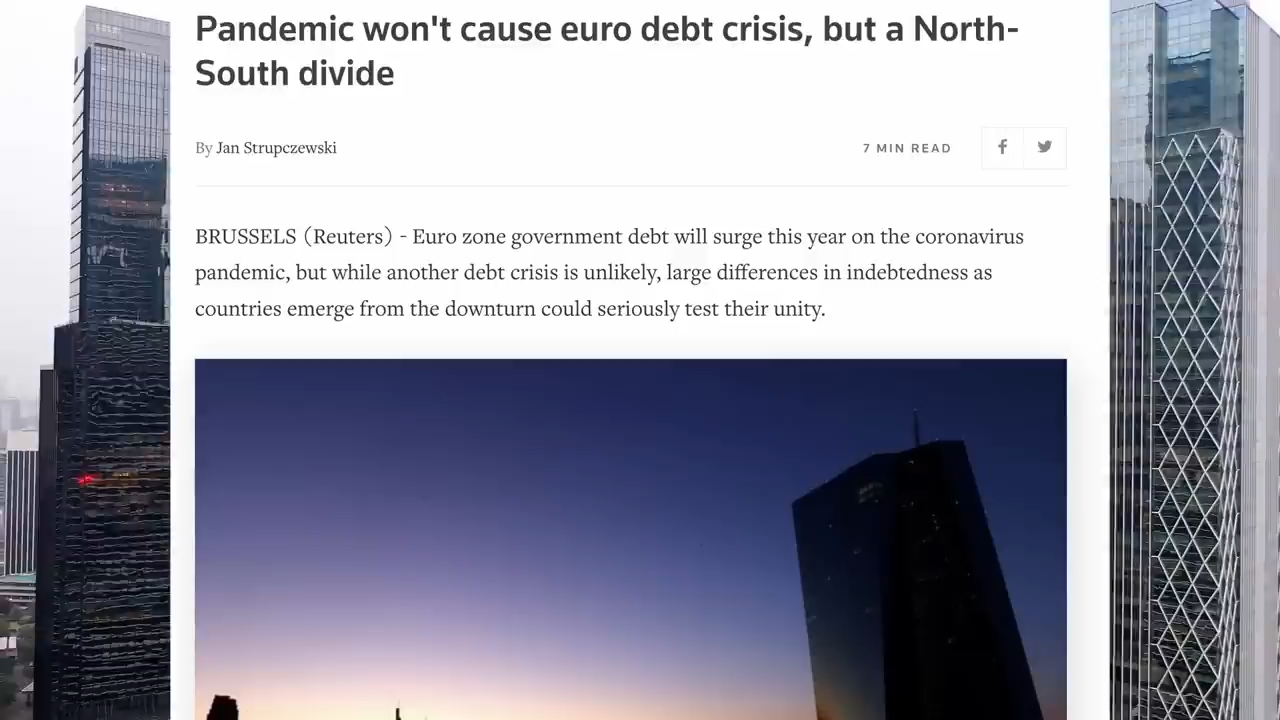 Pandemic won't cause euro debt crisis, but a North-
South divide
By Jan Strupczewski
7 MIN READ
BRUSSELS (Reuters) - Euro zone government debt will surge this year on the coronavirus
pandemic, but while another debt crisis is unlikely, large differences in indebtedness as
countries emerge from the downturn could seriously test their unity.